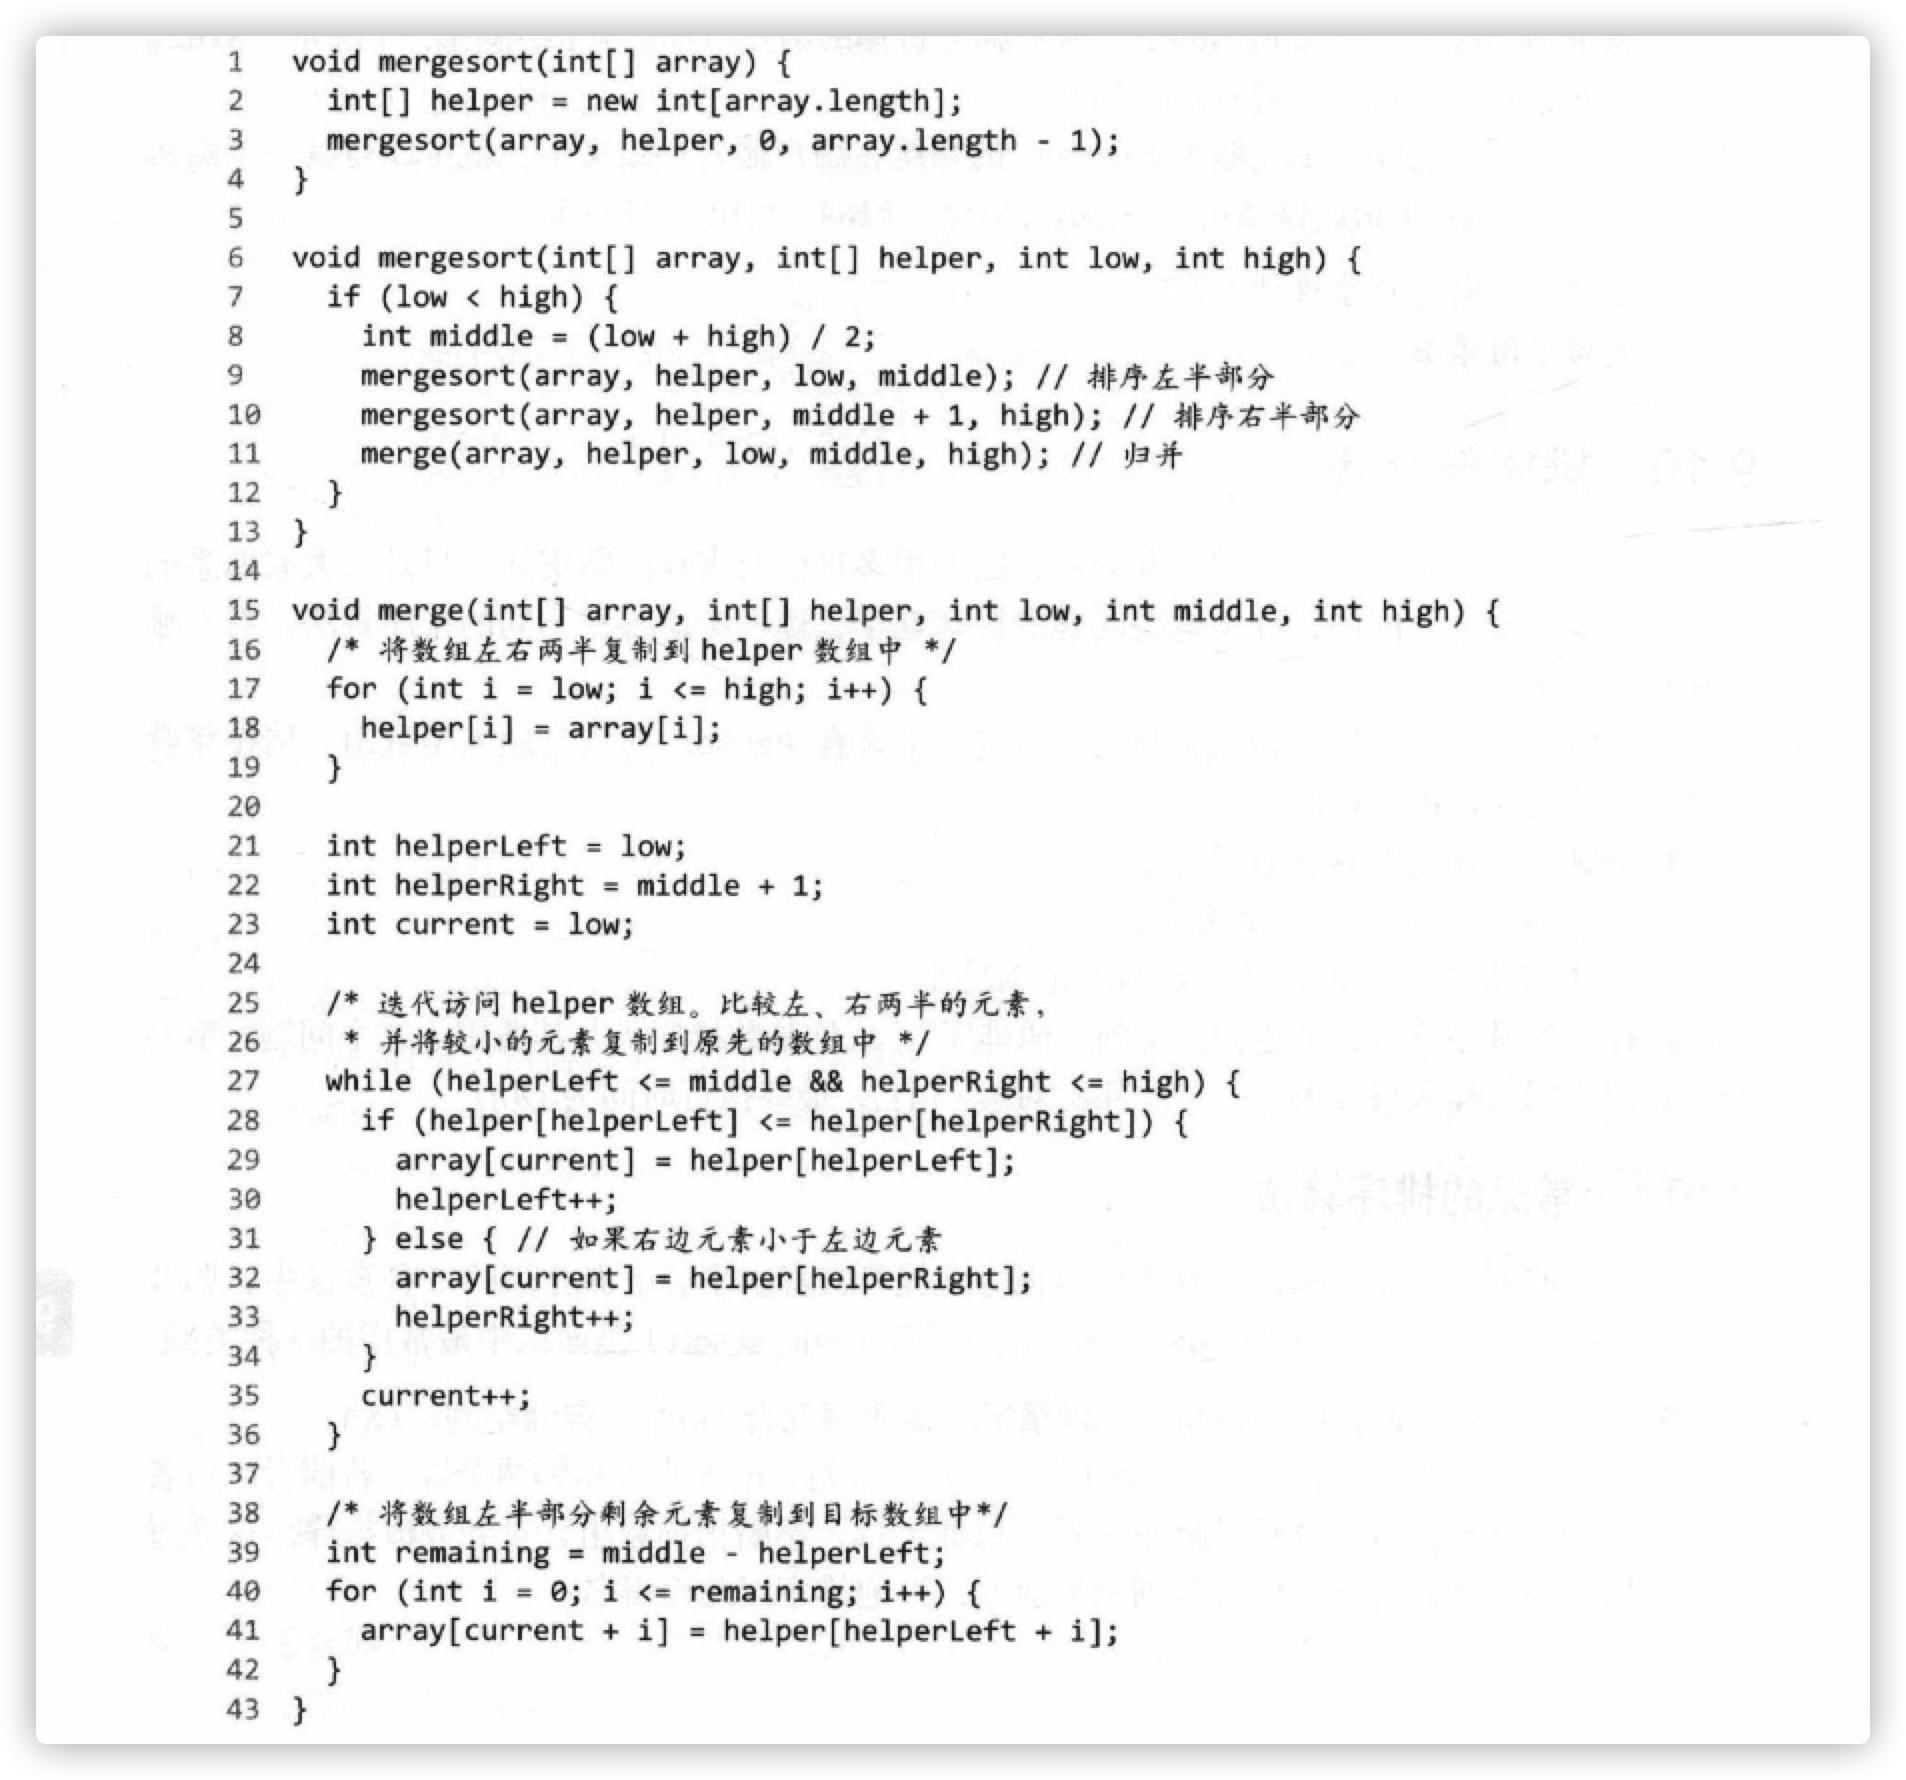 1 void mergesort(int[] array) {
2 int[] helper = new int[array.length];
3 mergesort(array, helper, 0, array.length - 1);
4 }
5
6 void mergesort(int[] array, int[] helper, int low, int high) {
7 if (low < high) {
8 int middle = (low + high) / 2;
9 mergesort(array, helper, low, middle); // 排序左半部分
10 mergesort(array, helper, middle + 1, high); // 排序右半部分
11 merge(array, helper, low, middle, high); // 归并
12 }
13 }
14
15 void merge(int[] array, int[] helper, int low, int middle, int high) {
16 /* 将数组左右两半复制到 helper 数组中 */
17 for (int i = low; i <= high; i++) {
18 helper[i] = array[i];
19 }
20
21 int helperLeft = low;
22 int helperRight = middle + 1;
23 int current = low;
24
25 /* 迭代访问 helper 数组。比较左、右两半的元素,
26 * 并将较小的元素复制到原先的数组中 */
27 while (helperLeft <= middle && helperRight <= high) {
28 if (helper[helperLeft] <= helper[helperRight]) {
29 array[current] = helper[helperLeft];
30 helperLeft++;
31 } else { // 如果右边元素小于左边元素
32 array[current] = helper[helperRight];
33 helperRight++;
34 }
35 current++;
36 }
37
38 /* 将数组左半部分剩余元素复制到目标数组中*/
39 int remaining = middle - helperLeft;
40 for (int i = 0; i <= remaining; i++) {
41 array[current + i] = helper[helperLeft + i];
42 }
43 }